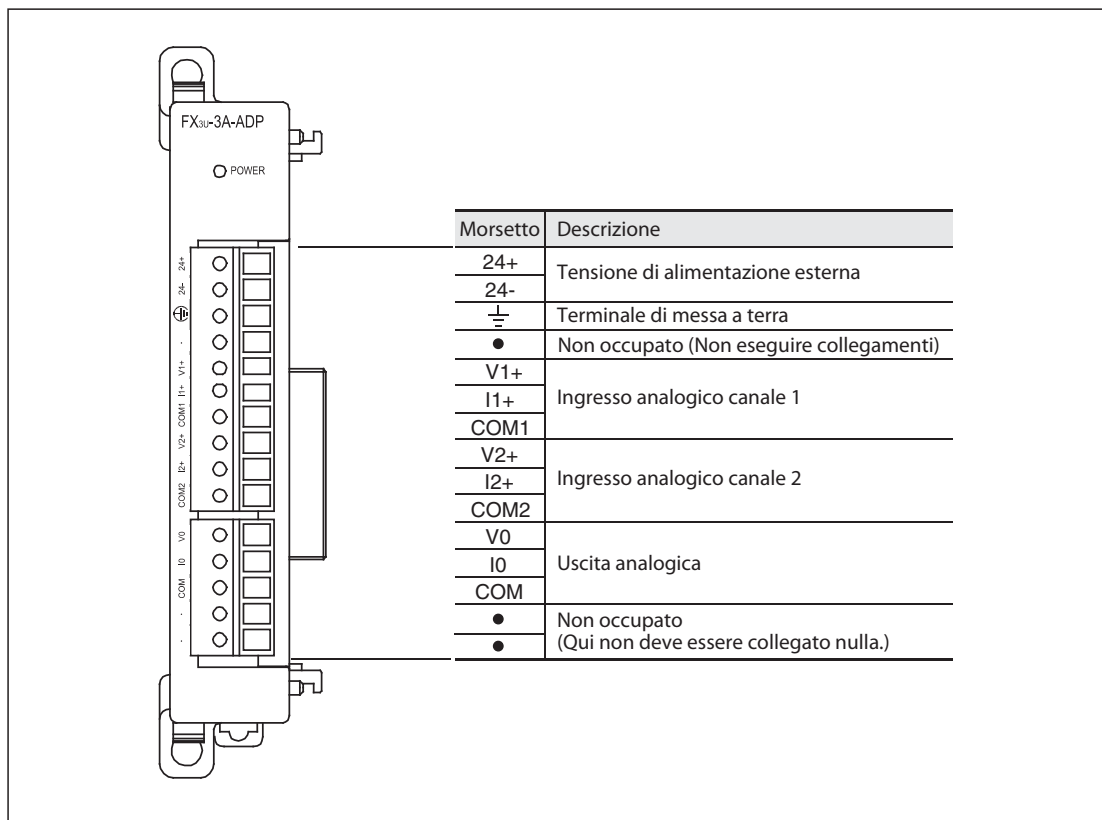 FX3U-3A-ADP
POWER
24+
24-
-
V1+
I1+
COM1
V2+
I2+
COM2
V0
I0
COM
-
-
Morsetto Descrizione
24+
24-
Tensione di alimentazione esterna
Terminale di messa a terra
● Non occupato (Non eseguire collegamenti)
V1+
I1+
COM1
Ingresso analogico canale 1
V2+
I2+
COM2
Ingresso analogico canale 2
V0
I0
COM
Uscita analogica
●
●
Non occupato
(Qui non deve essere collegato nulla.)